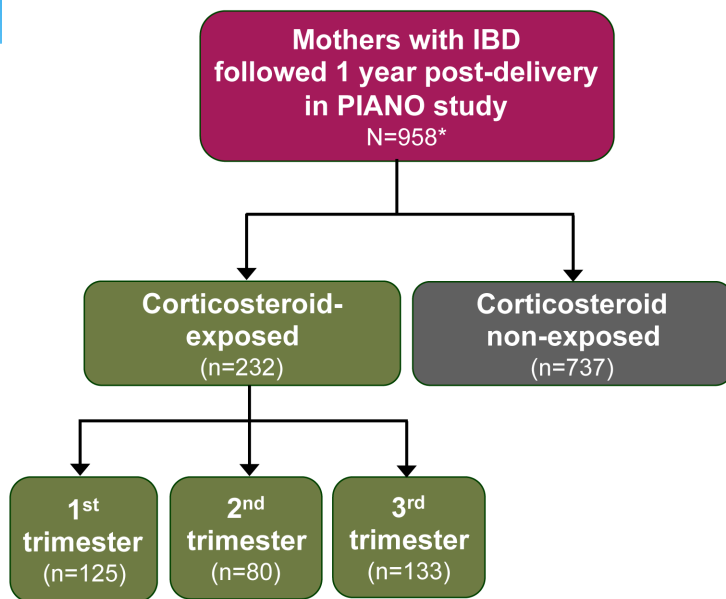 Mothers with IBD
followed 1 year post-delivery
in PIANO study
N=958*
Corticosteroid-
exposed
(n=232)
Corticosteroid
non-exposed
(n=737)
1st
trimester
(n=125)
2nd
trimester
(n=80)
3rd
trimester
(n=133)